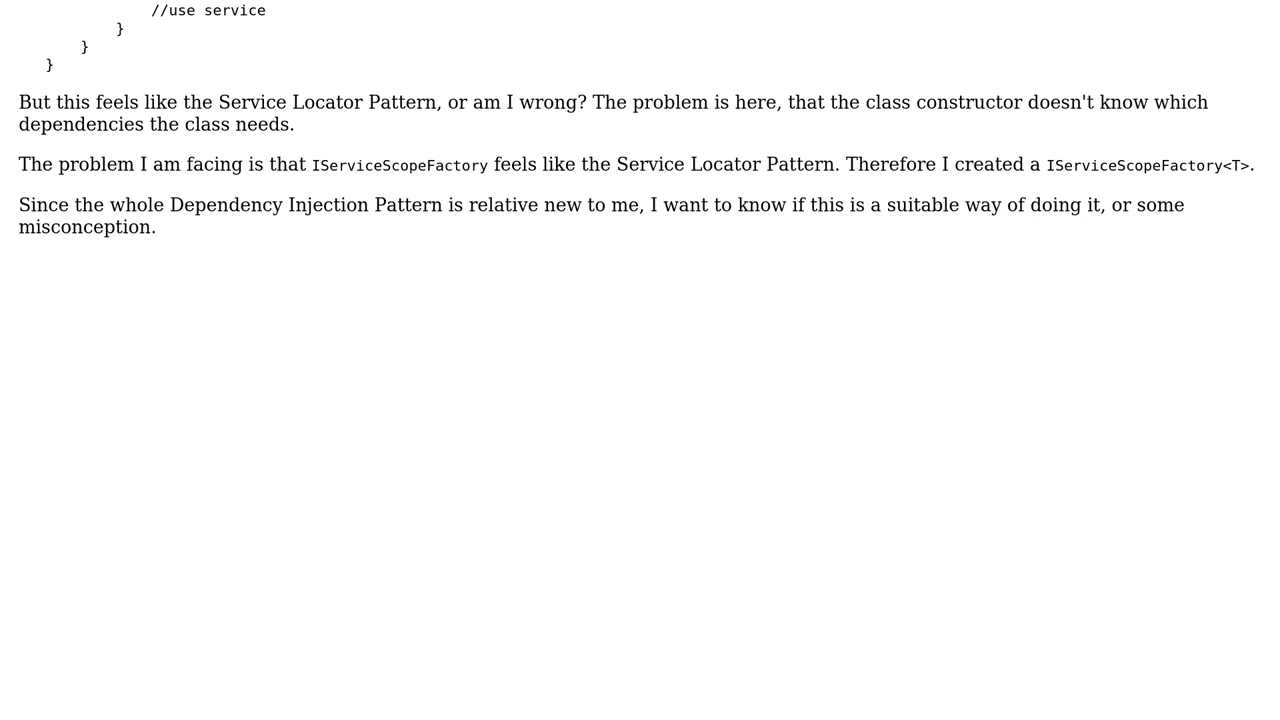 //use service
}
}
}
But this feels like the Service Locator Pattern, or am I wrong? The problem is here, that the class constructor doesn't know which
dependencies the class needs.
The problem I am facing is that IServiceScopeFactory feels like the Service Locator Pattern. Therefore I created a IServiceScopeFactory<T>.
Since the whole Dependency Injection Pattern is relative new to me, I want to know if this is a suitable way of doing it, or some
misconception.